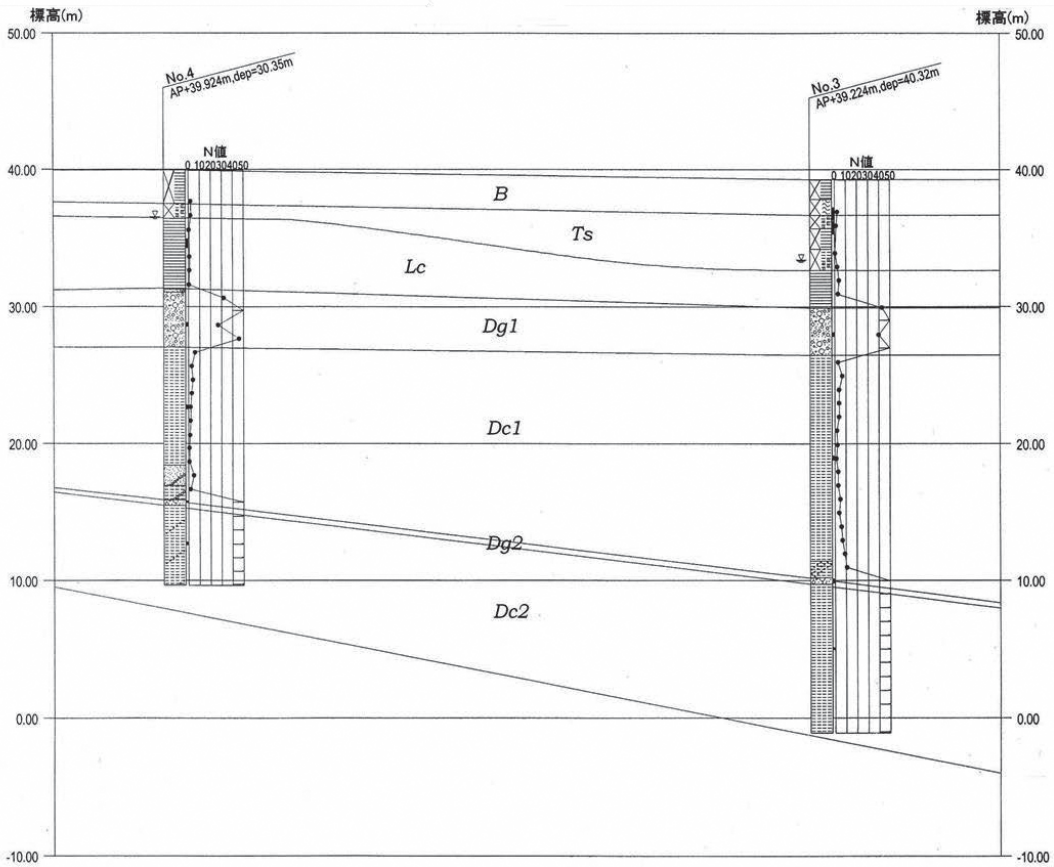 標高(m)
標高(m)
50.00
50.00
No.4
AP+39.924m,dep=30.35m
No.3
AP+39.224m,dep=40.32m
N値
0 1020304050
N値
0 1020304050
40.00
40.00
B
Ts
Lc
30.00
30.00
Dg1
Dc1
20.00
20.00
Dg2
10.00
10.00
Dc2
0.00
0.00
-10.00
-10.00